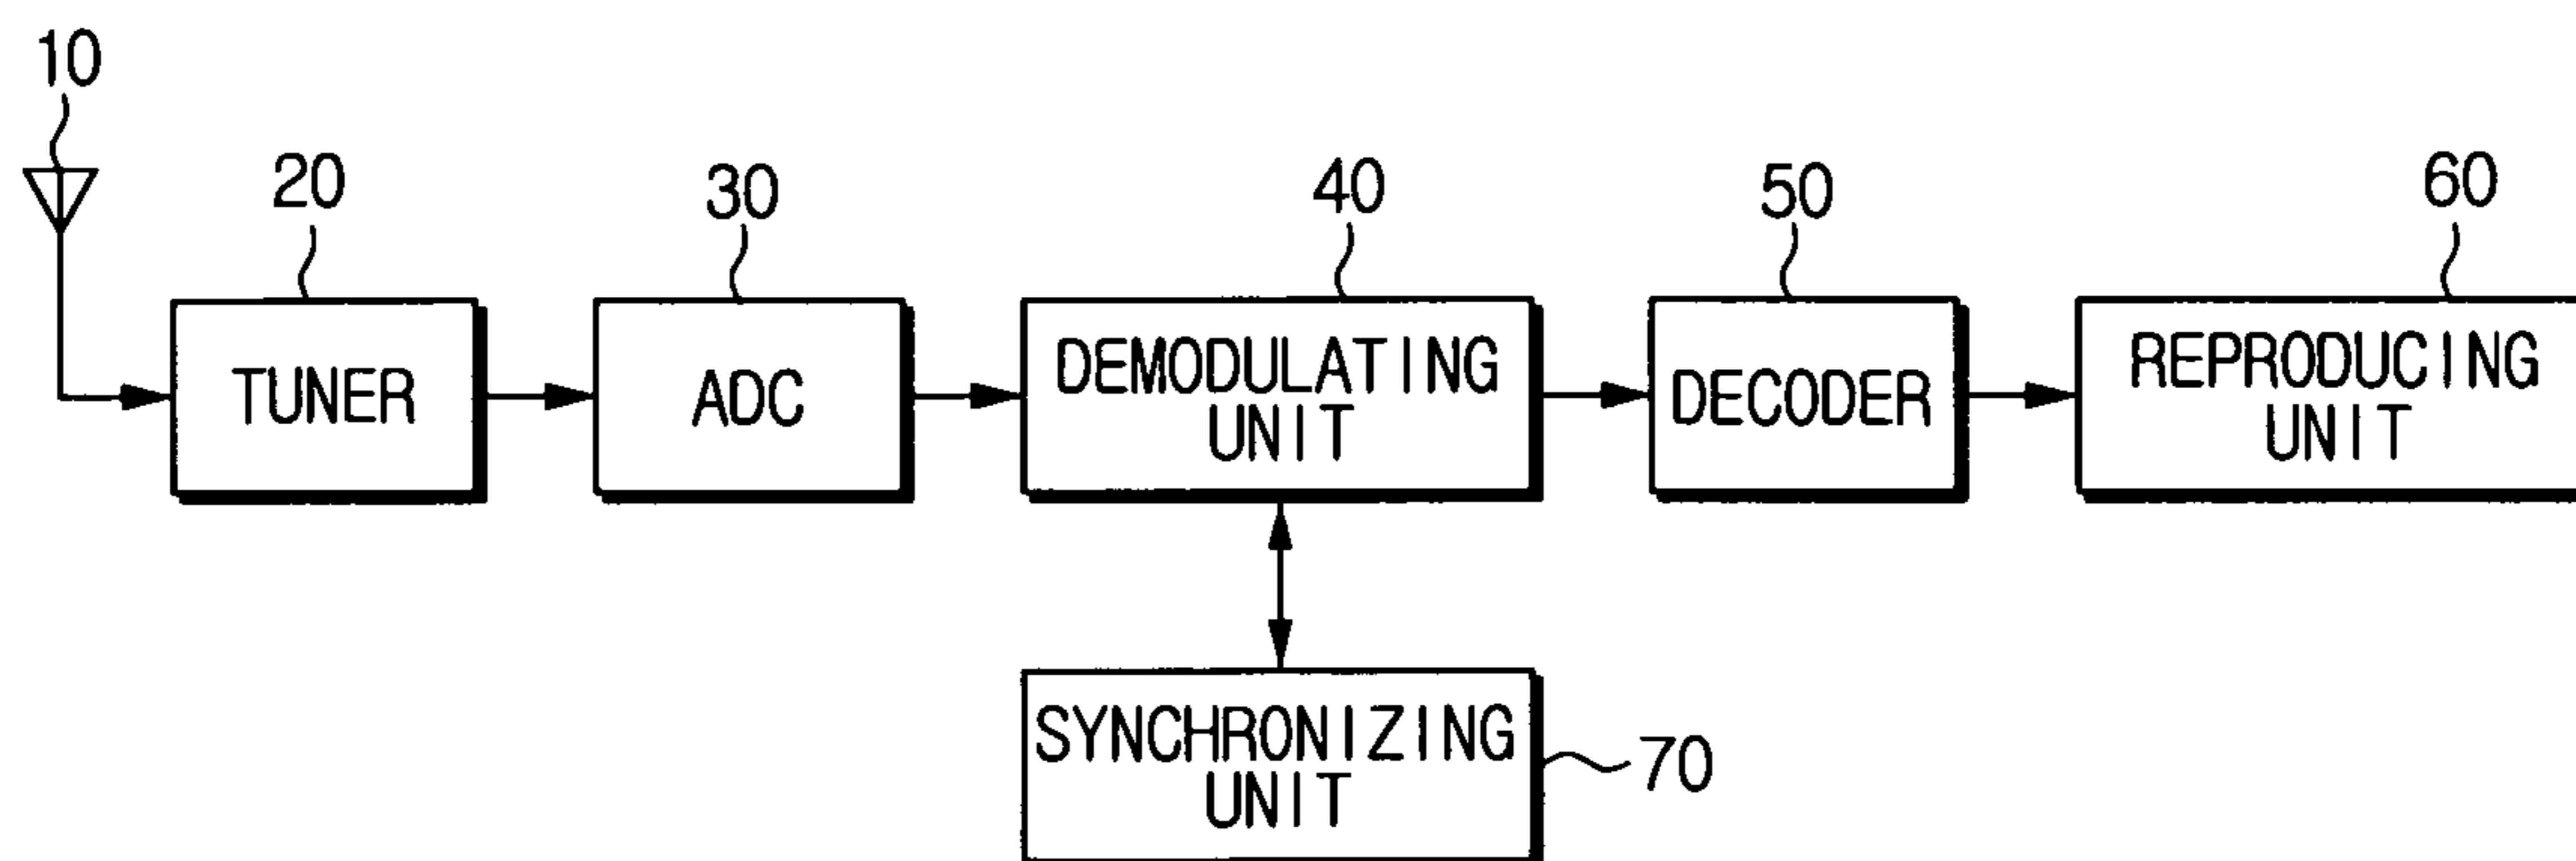 10
20
30
40
50
60
TUNER
ADC
DEMODULATING
UNIT
DECODER
REPRODUCING
UNIT
SYNCHRONIZING
UNIT
70